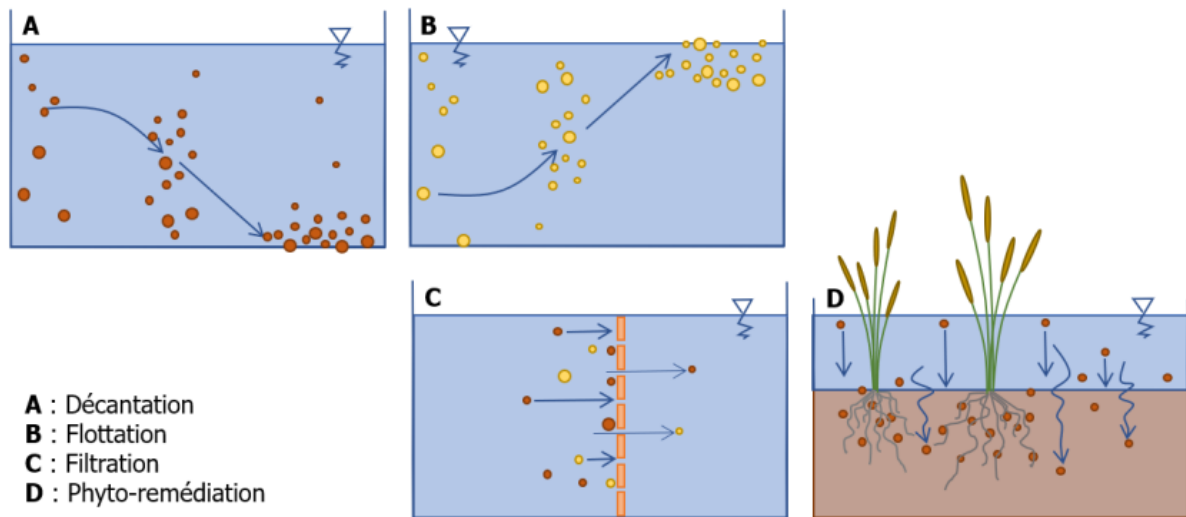 A
B
C
D
A : Décantation
B : Flottation
C : Filtration
D : Phyto-remédiation